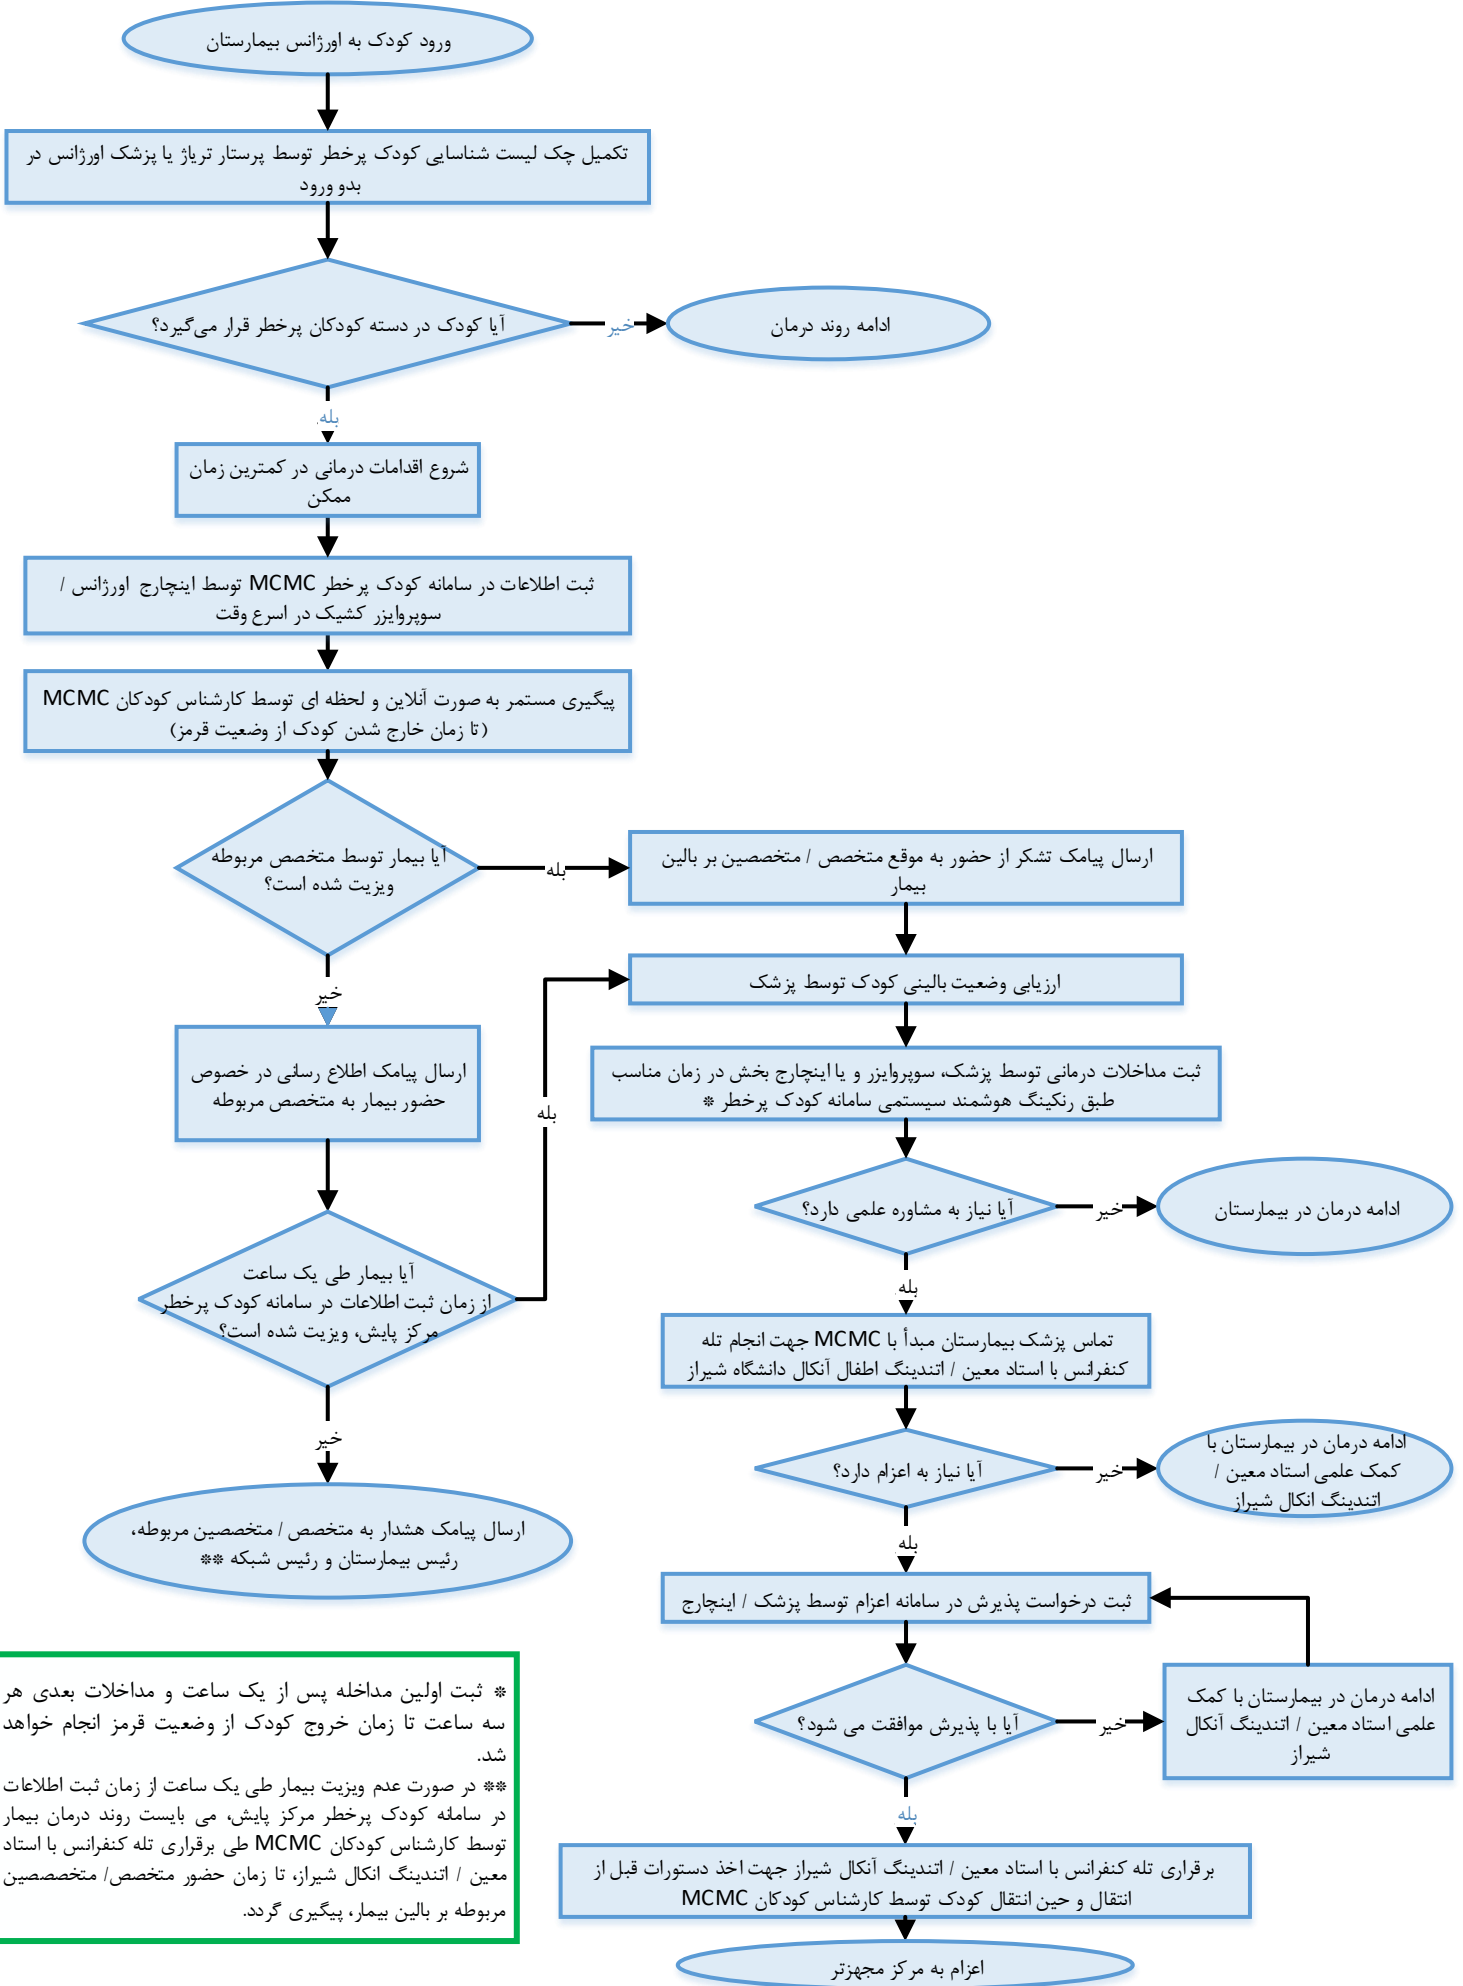 ورود کودک به اورژانس بیمارستان
تکمیل چک لیست شناسایی کودک پرخطر توسط پرستار تریاژ یا پزشک اورژانس در
بدو ورود
آیا کودک در دسته کودکان پرخطر قرار می‌گیرد؟
خیر
ادامه روند درمان
بله
شروع اقدامات درمانی در کمترین زمان
ممکن
ثبت اطلاعات در سامانه کودک پرخطر MCMC توسط اینچارج اورژانس /
سوپروایزر کشیک در اسرع وقت
پیگیری مستمر به صورت آنلاین و لحظه ای توسط کارشناس کودکان MCMC
(تا زمان خارج شدن کودک از وضعیت قرمز)
آیا بیمار توسط متخصص مربوطه
ویزیت شده است؟
بله
ارسال پیامک تشکر از حضور به موقع متخصص / متخصصین بر بالین
بیمار
خیر
ارسال پیامک اطلاع رسانی در خصوص
حضور بیمار به متخصص مربوطه
آیا بیمار طی یک ساعت
از زمان ثبت اطلاعات در سامانه کودک پرخطر
مرکز پایش، ویزیت شده است؟
بله
خیر
ارسال پیامک هشدار به متخصص / متخصصین مربوطه،
رئیس بیمارستان و رئیس شبکه **
ارزیابی وضعیت بالینی کودک توسط پزشک
ثبت مداخلات درمانی توسط پزشک، سوپروایزر و یا اینچارج بخش در زمان مناسب
طبق رنکینگ هوشمند سیستمی سامانه کودک پرخطر *
آیا نیاز به مشاوره علمی دارد؟
خیر
ادامه درمان در بیمارستان
بله
تماس پزشک بیمارستان مبدأ با MCMC جهت انجام تله
کنفرانس با استاد معین / اتندینگ اطفال آنکال دانشگاه شیراز
آیا نیاز به اعزام دارد؟
خیر
ادامه درمان در بیمارستان با
کمک علمی استاد معین /
اتندینگ انکال شیراز
بله
ثبت درخواست پذیرش در سامانه اعزام توسط پزشک / اینچارج
آیا با پذیرش موافقت می شود؟
خیر
ادامه درمان در بیمارستان با کمک
علمی استاد معین / اتندینگ آنکال
شیراز
بله
برقراری تله کنفرانس با استاد معین / اتندینگ آنکال شیراز جهت اخذ دستورات قبل از
انتقال و حین انتقال کودک توسط کارشناس کودکان MCMC
اعزام به مرکز مجهزتر
* ثبت اولین مداخله پس از یک ساعت و مداخلات بعدی هر
سه ساعت تا زمان خروج کودک از وضعیت قرمز انجام خواهد
شد.
** در صورت عدم ویزیت بیمار طی یک ساعت از زمان ثبت اطلاعات
در سامانه کودک پرخطر مرکز پایش، می بایست روند درمان بیمار
توسط کارشناس کودکان MCMC طی برقراری تله کنفرانس با استاد
معین / اتندینگ انکال شیراز، تا زمان حضور متخصص/ متخصصصین
مربوطه بر بالین بیمار، پیگیری گردد.